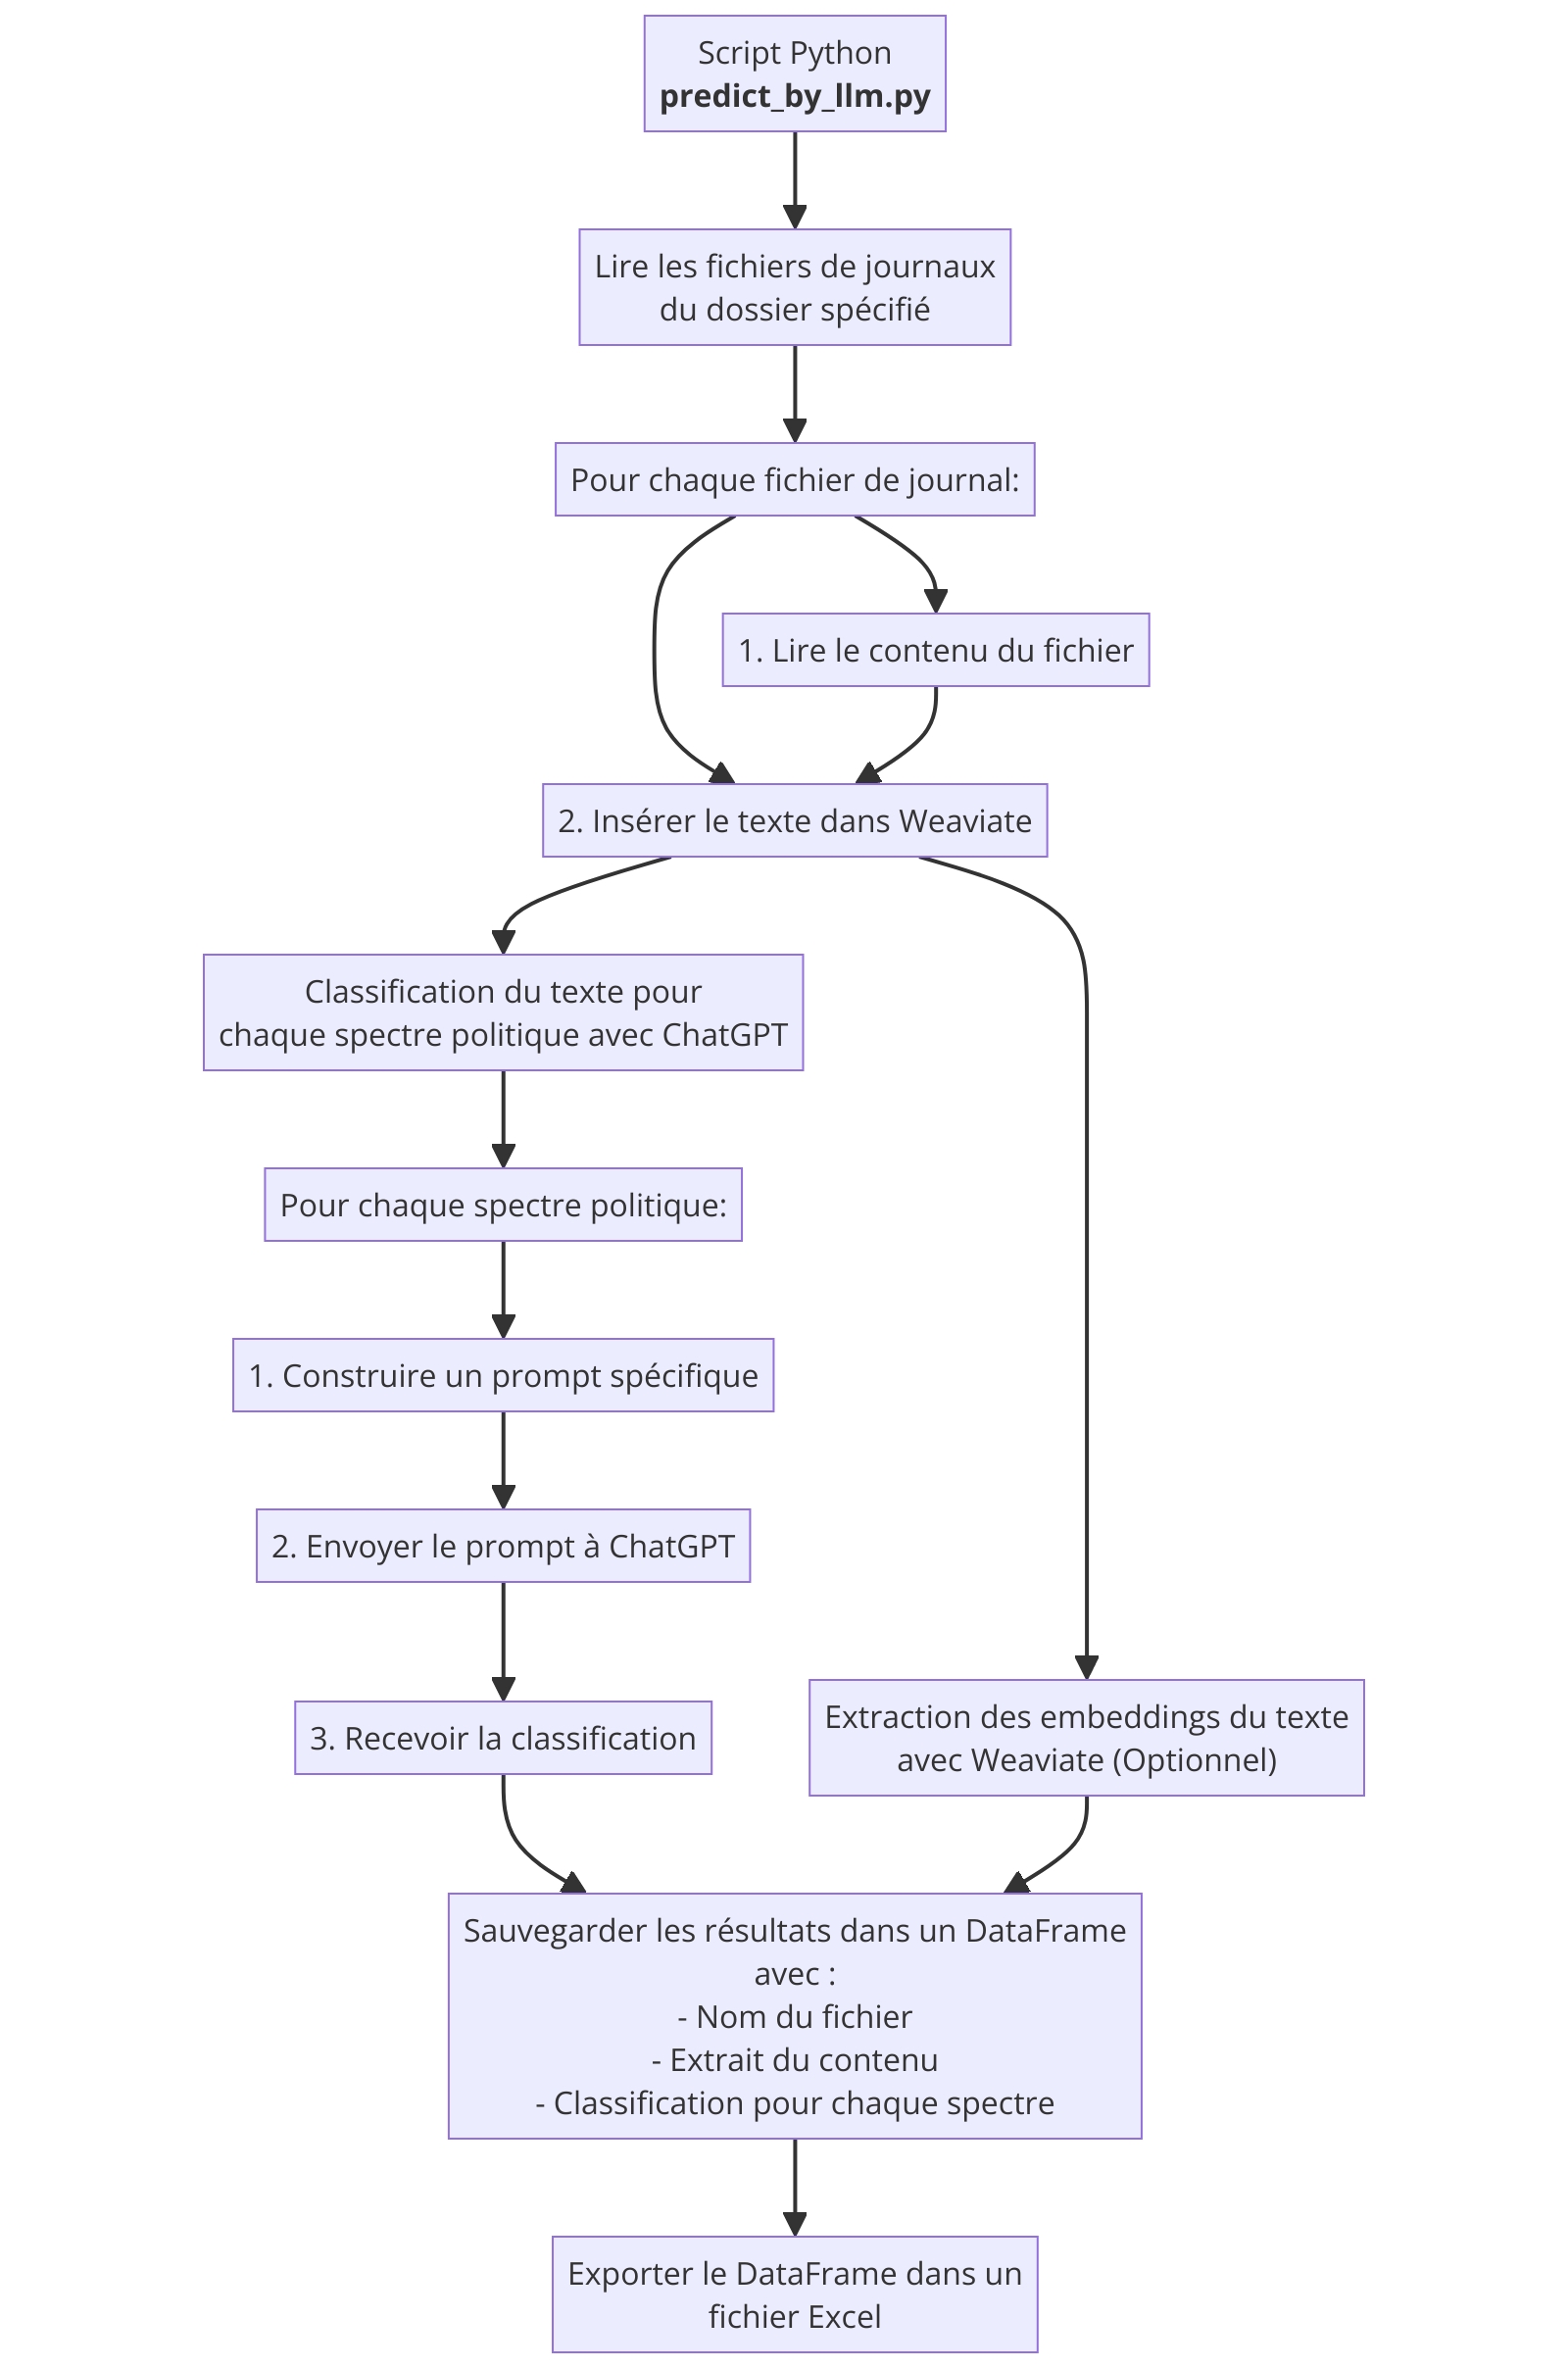 Script Python
predict_by_llm.py
Lire les fichiers de journaux
du dossier spécifié
Pour chaque fichier de journal:
1. Lire le contenu du fichier
2. Insérer le texte dans Weaviate
Classification du texte pour
chaque spectre politique avec ChatGPT
Pour chaque spectre politique:
1. Construire un prompt spécifique
2. Envoyer le prompt à ChatGPT
3. Recevoir la classification
Extraction des embeddings du texte
avec Weaviate (Optionnel)
Sauvegarder les résultats dans un DataFrame
avec :
- Nom du fichier
- Extrait du contenu
- Classification pour chaque spectre
Exporter le DataFrame dans un
fichier Excel